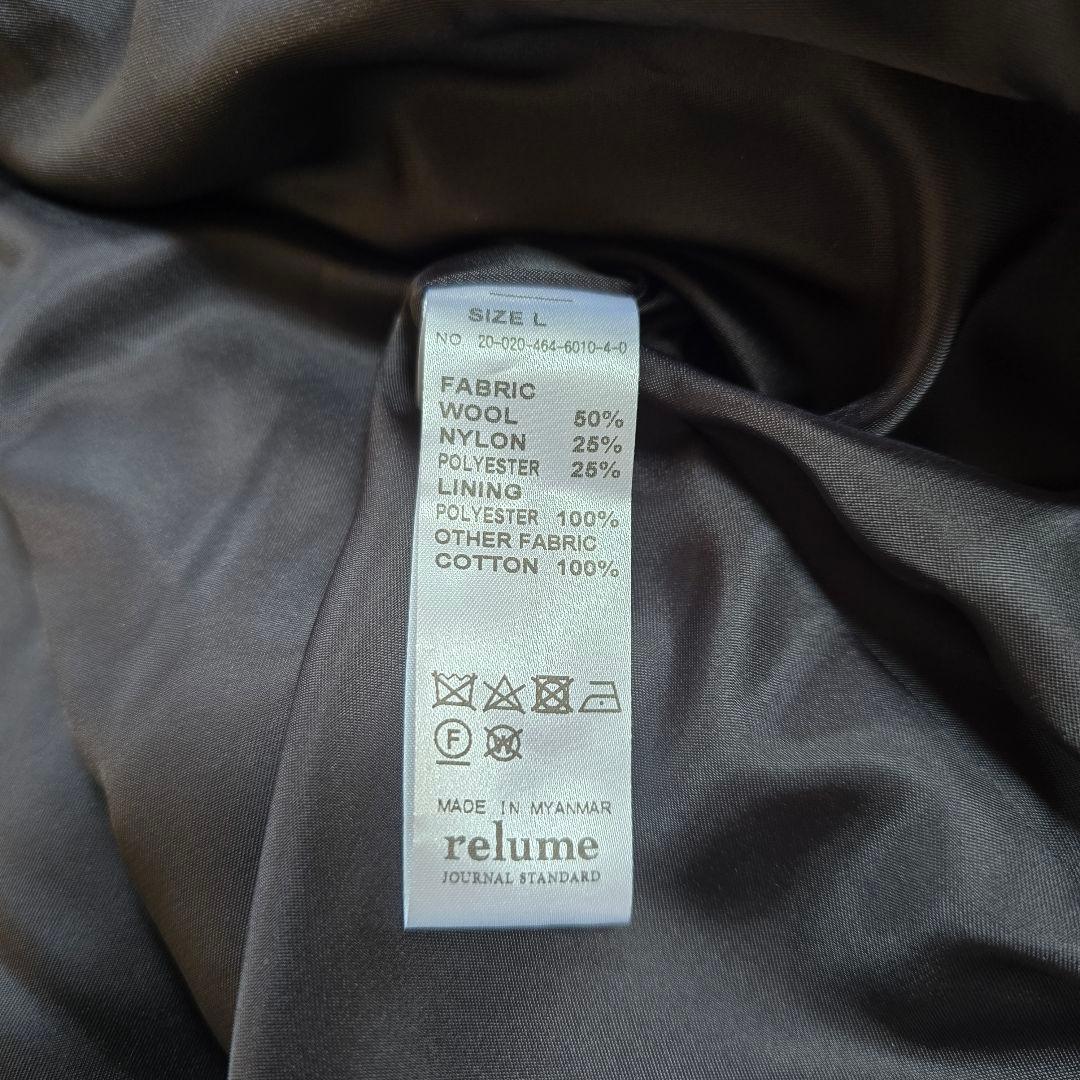 SIZE L
NO 20-020-464-6010-4-0
FABRIC
WOOL 50%
NYLON 25%
POLYESTER 25%
LINING
POLYESTER 100%
OTHER FABRIC
COTTON 100%
F W
MADE IN MYANMAR
relume
JOURNAL STANDARD